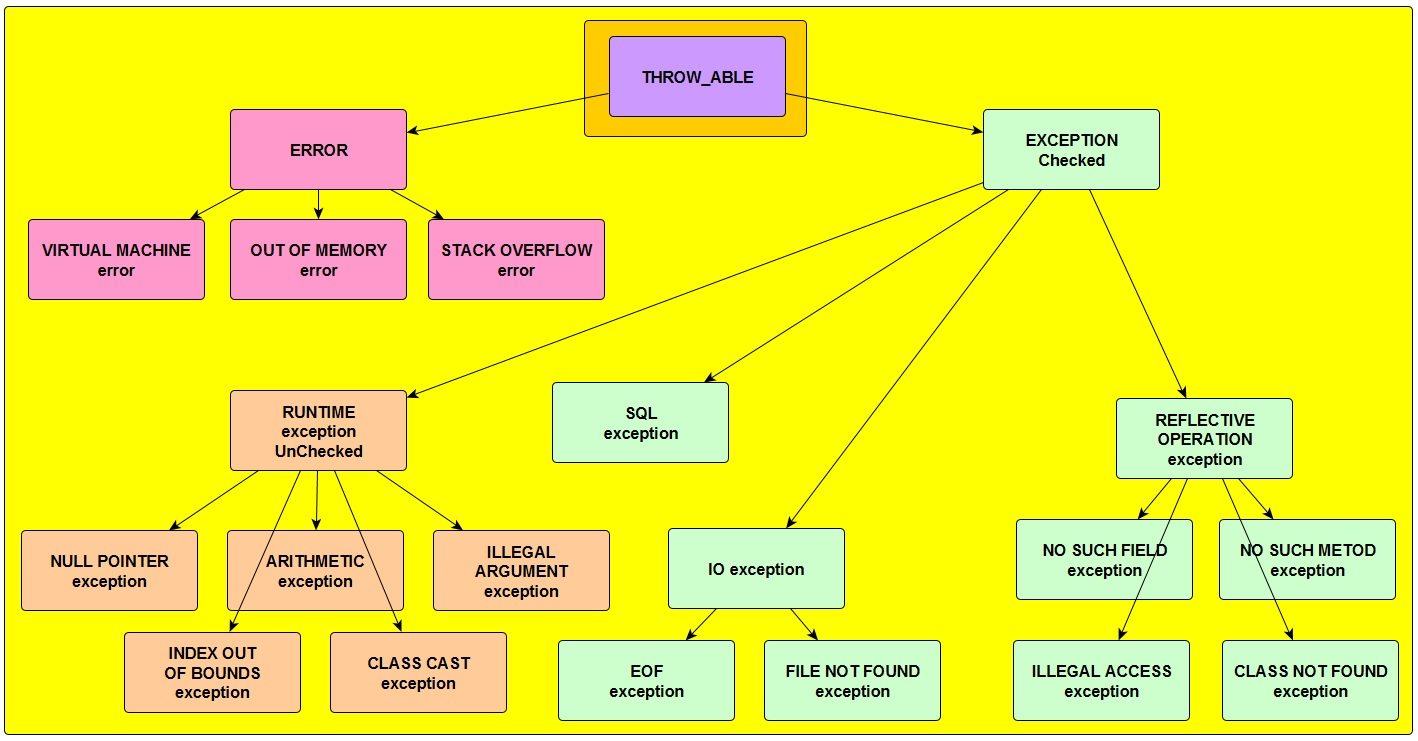 THROW_ABLE
ERROR
EXCEPTION
Checked
VIRTUAL MACHINE
error
OUT OF MEMORY
error
STACK OVERFLOW
error
RUNTIME
exception
UnChecked
SQL
exception
REFLECTIVE
OPERATION
exception
NULL POINTER
exception
ARITHMETIC
exception
ILLEGAL
ARGUMENT
exception
IO exception
NO SUCH FIELD
exception
NO SUCH METOD
exception
INDEX OUT
OF BOUNDS
exception
CLASS CAST
exception
EOF
exception
FILE NOT FOUND
exception
ILLEGAL ACCESS
exception
CLASS NOT FOUND
exception